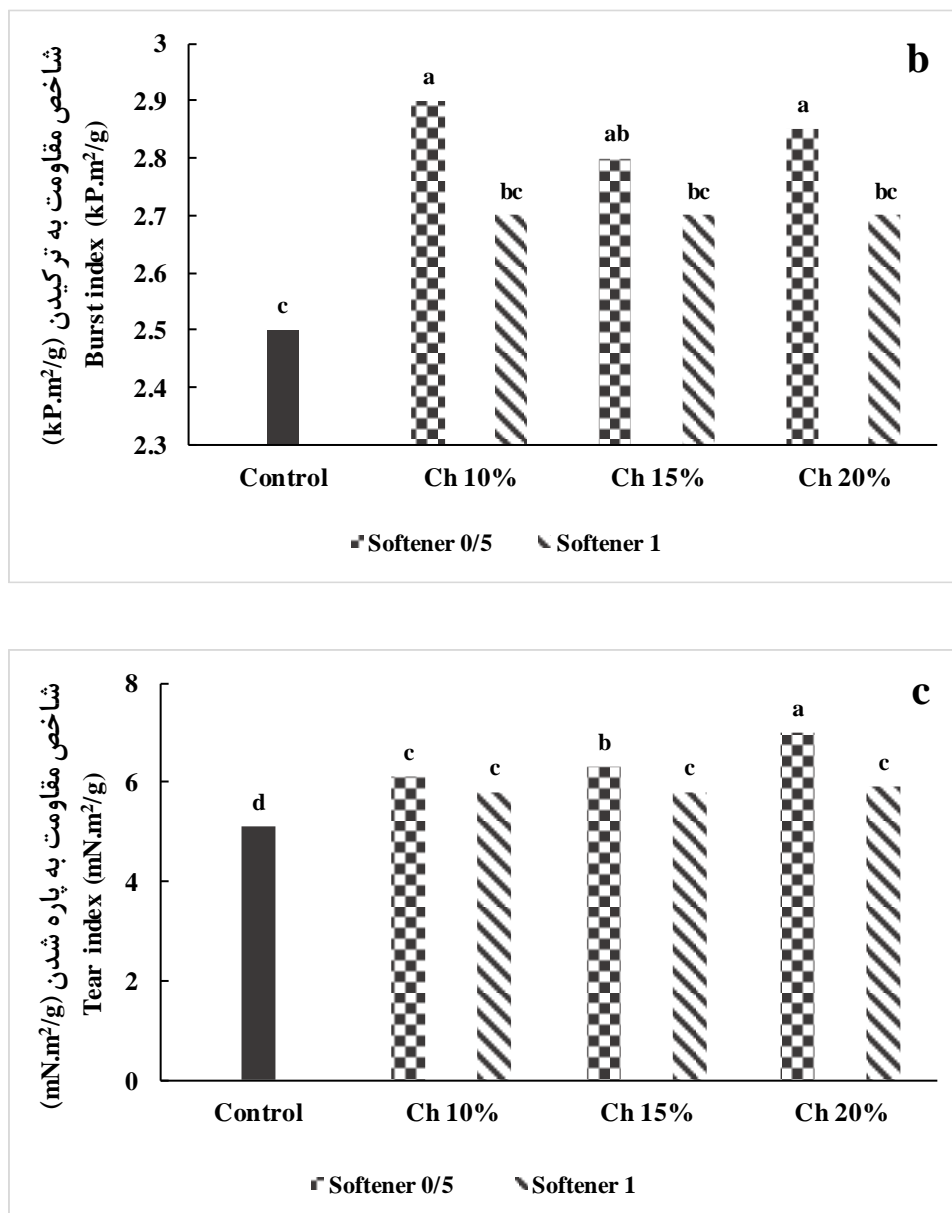 شاخص مقاومت به ترکیدن (kP.m²/g)
Burst index (kP.m²/g)
3
2.9
2.8
2.7
2.6
2.5
2.4
2.3
b
c
a
bc
ab
bc
a
bc
Control Ch 10% Ch 15% Ch 20%
Softener 0/5 Softener 1
شاخص مقاومت به پاره شدن (mN.m²/g)
Tear index (mN.m²/g)
8
6
4
2
0
c
d
c
c
b
c
a
c
Control Ch 10% Ch 15% Ch 20%
Softener 0/5 Softener 1